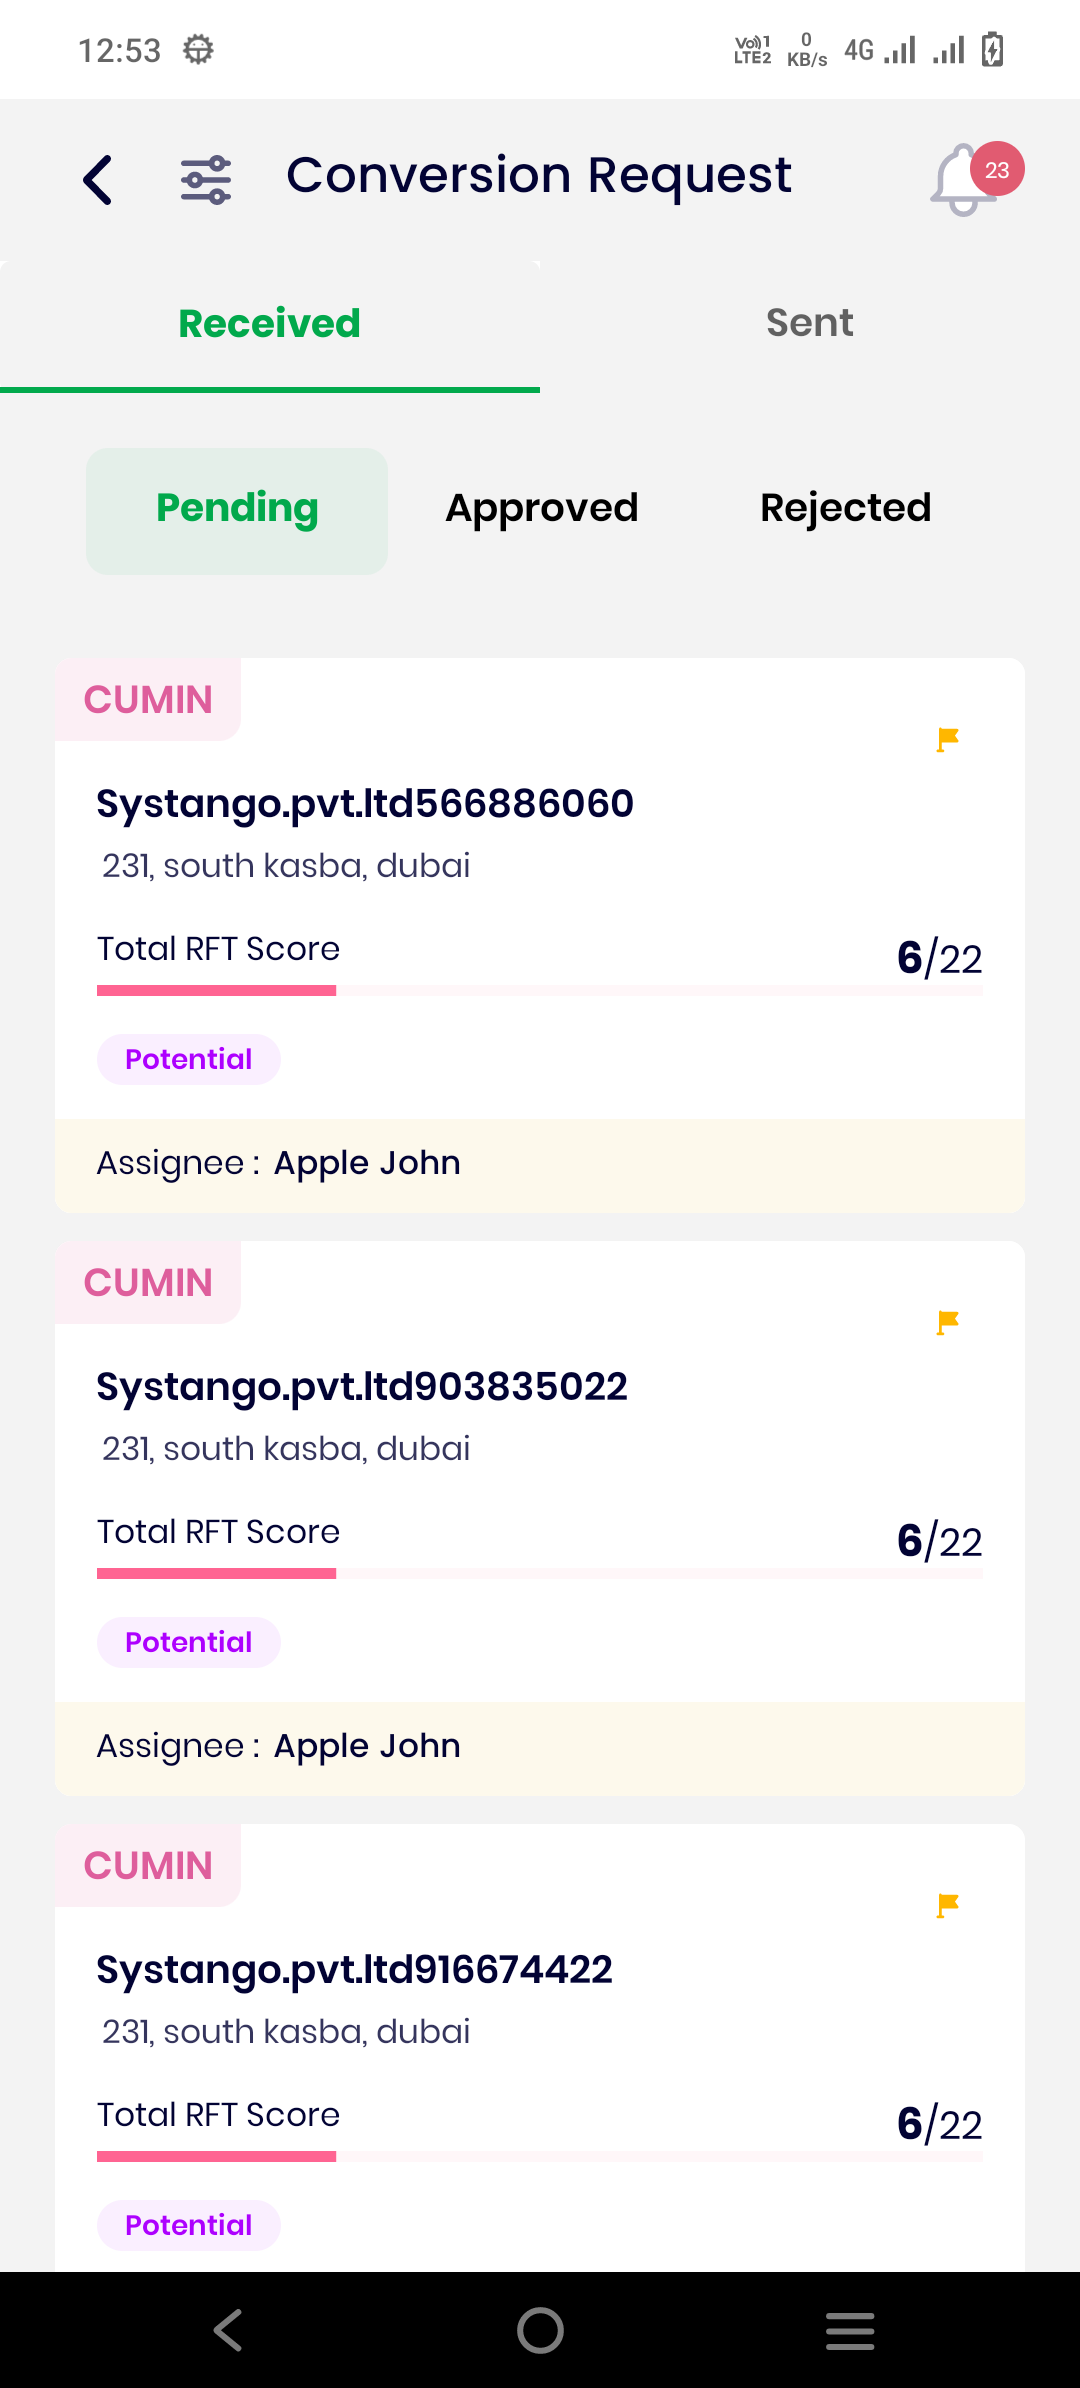 12:53 Vo)) 1 LTE2 0 KB/s 4G
Conversion Request 23
Received Sent
Pending Approved Rejected
CUMIN
Systango.pvt.ltd566886060
231, south kasba, dubai
Total RFT Score 6/22
Potential
Assignee : Apple John
CUMIN
Systango.pvt.ltd903835022
231, south kasba, dubai
Total RFT Score 6/22
Potential
Assignee : Apple John
CUMIN
Systango.pvt.ltd916674422
231, south kasba, dubai
Total RFT Score 6/22
Potential